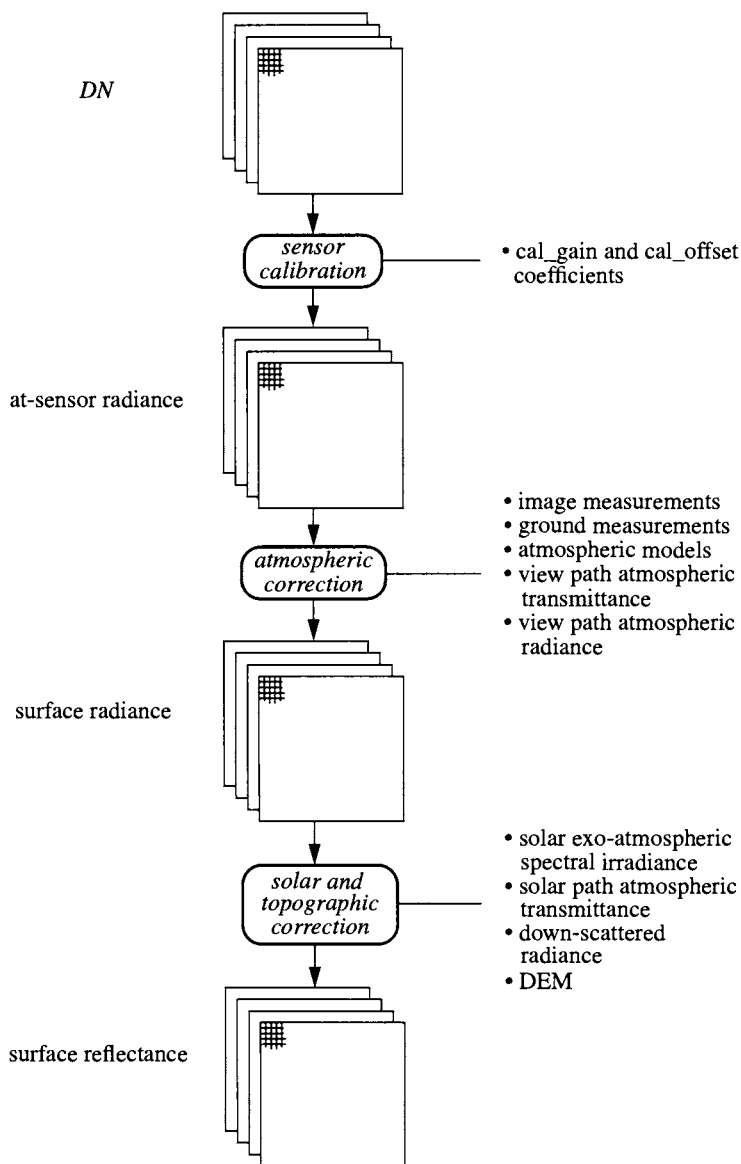 DN
sensor
calibration
• cal_gain and cal_offset
coefficients
at-sensor radiance
• image measurements
• ground measurements
• atmospheric models
• view path atmospheric
transmittance
• view path atmospheric
radiance
atmospheric
correction
surface radiance
• solar exo-atmospheric
spectral irradiance
• solar path atmospheric
transmittance
• down-scattered
radiance
• DEM
solar and
topographic
correction
surface reflectance